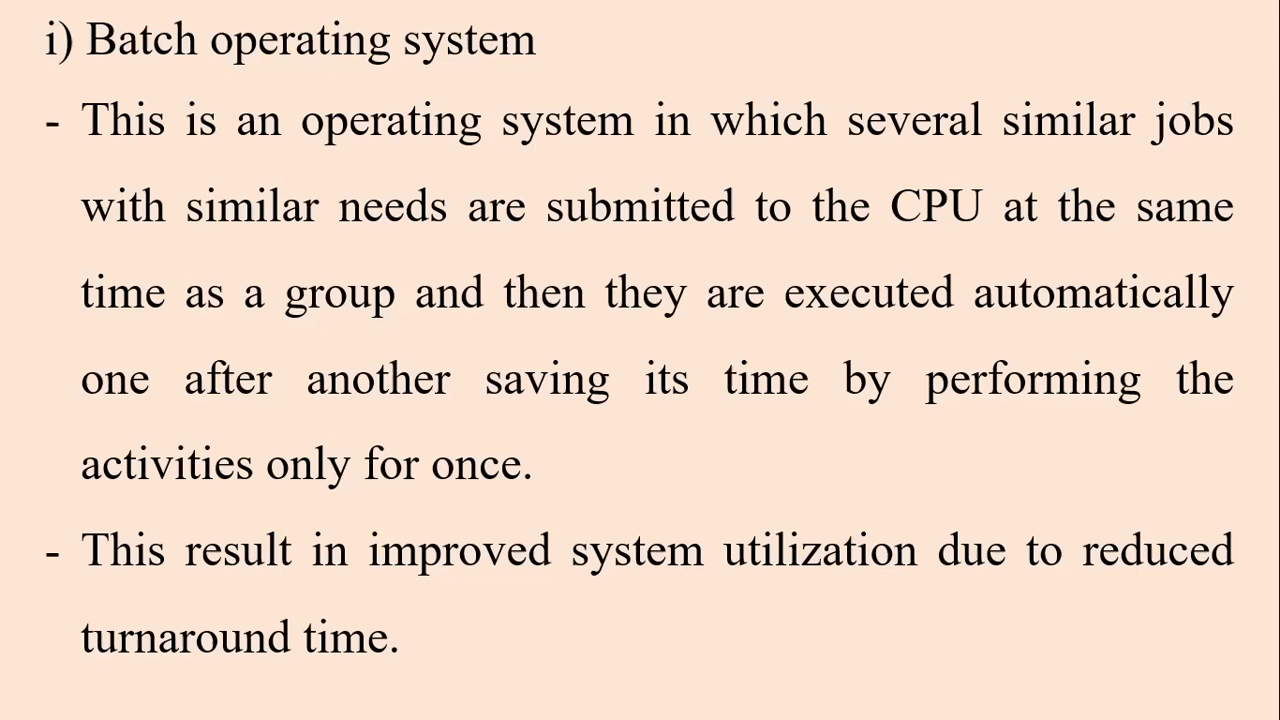 i) Batch operating system
- This is an operating system in which several similar jobs
with similar needs are submitted to the CPU at the same
time as a group and then they are executed automatically
one after another saving its time by performing the
activities only for once.
- This result in improved system utilization due to reduced
turnaround time.